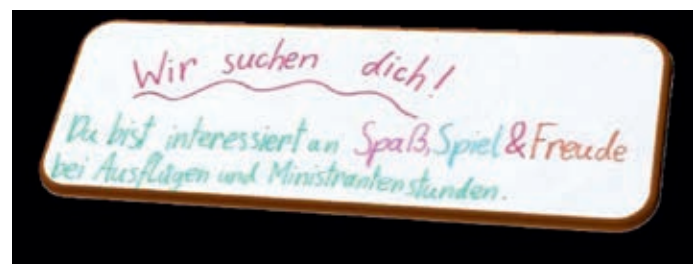 Wir suchen dich!
Du bist interessiert an Spaß, Spiel & Freude
bei Ausflügen und Ministrantenstunden.